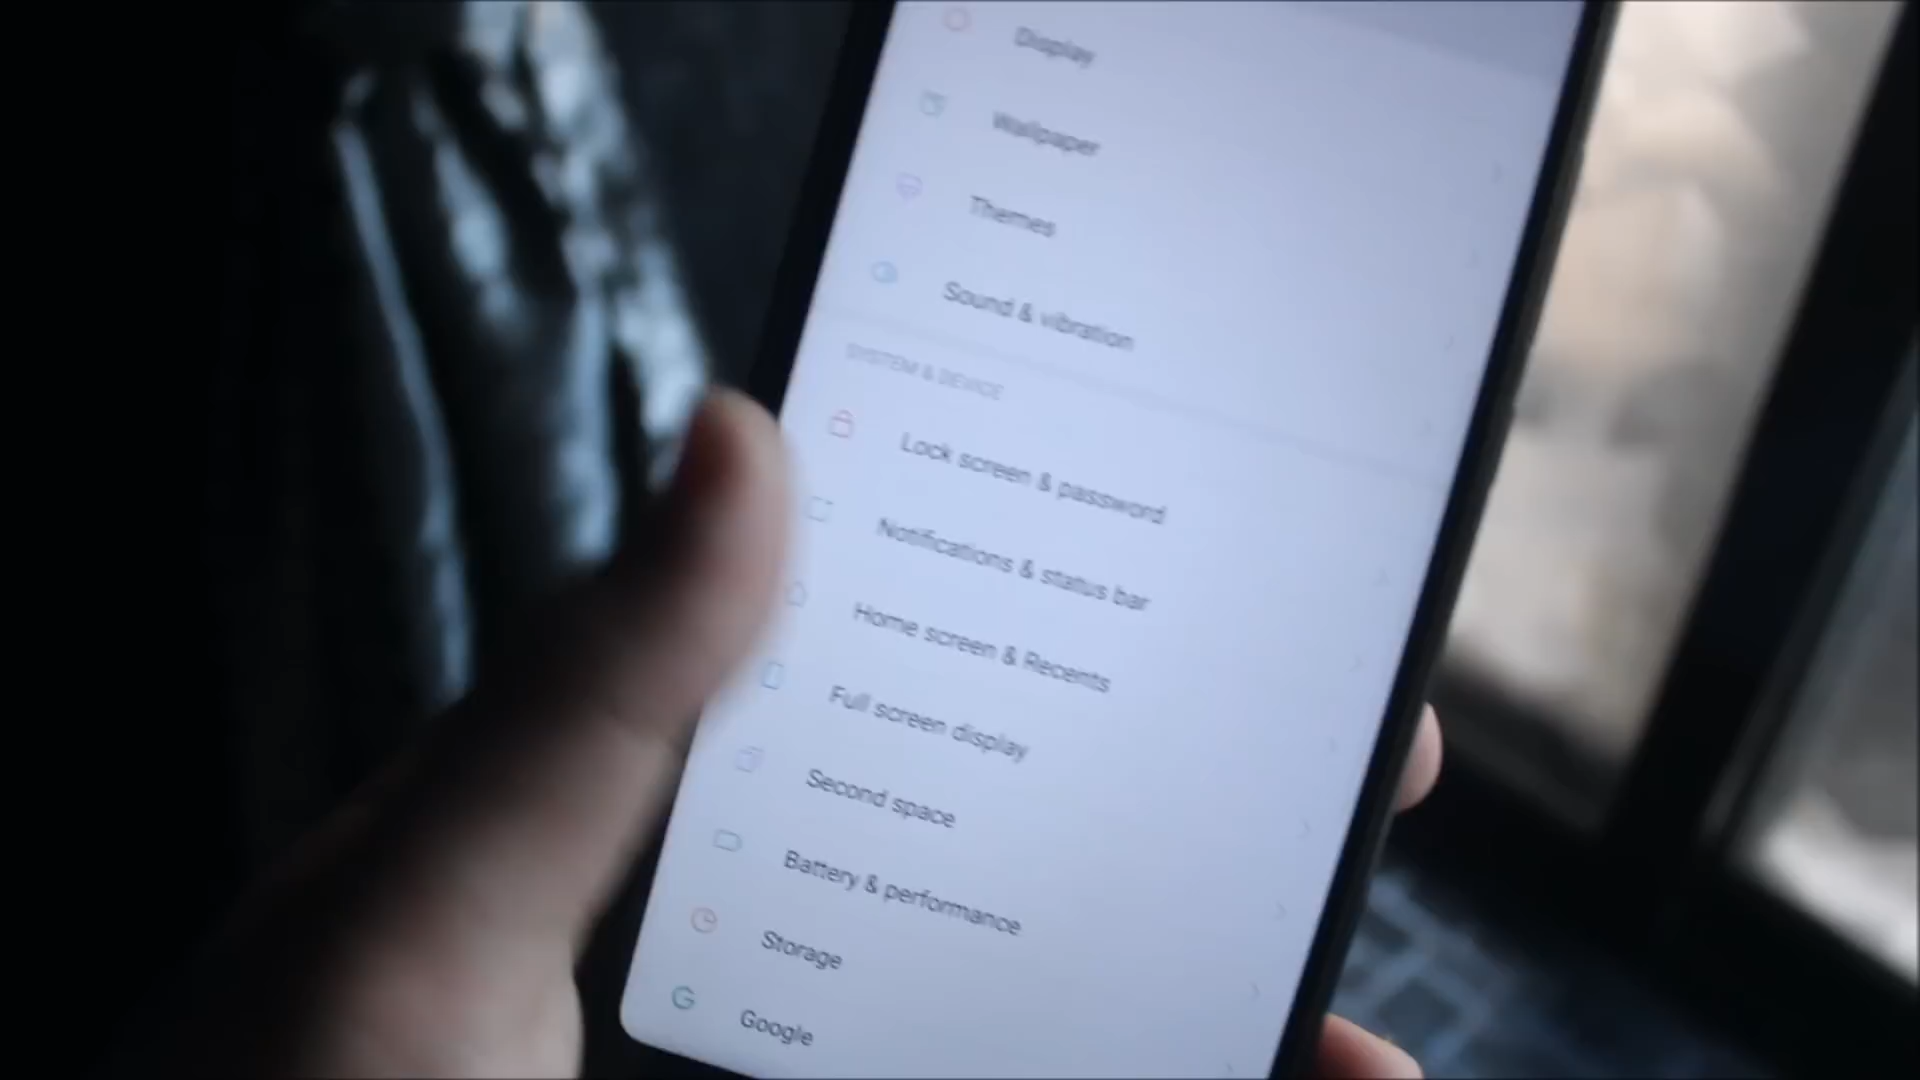 Display
Wallpaper
Themes
Sound & vibration
SYSTEM & DEVICE
Lock screen & password
Notifications & status bar
Home screen & Recents
Full screen display
Second space
Battery & performance
Storage
Google